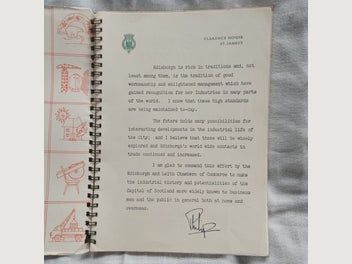 CLARENCE HOUSE
ST. JAMES'S
Edinburgh is rich in traditions and, not
least among them, is the tradition of good
workmanship and enlightened management which have
gained recognition for her industries in many parts
of the world. I know that these high standards
are being maintained to-day.
The future holds many possibilities for
interesting developments in the industrial life of
the City; and I believe that these will be wisely
explored and Edinburgh's world wide contacts in
trade continued and increased.
I am glad to commend this effort by the
Edinburgh and Leith Chambers of Commerce to make
the industrial history and potentialities of the
Capital of Scotland more widely known to business
men and the public in general both at home and
overseas.
Philip